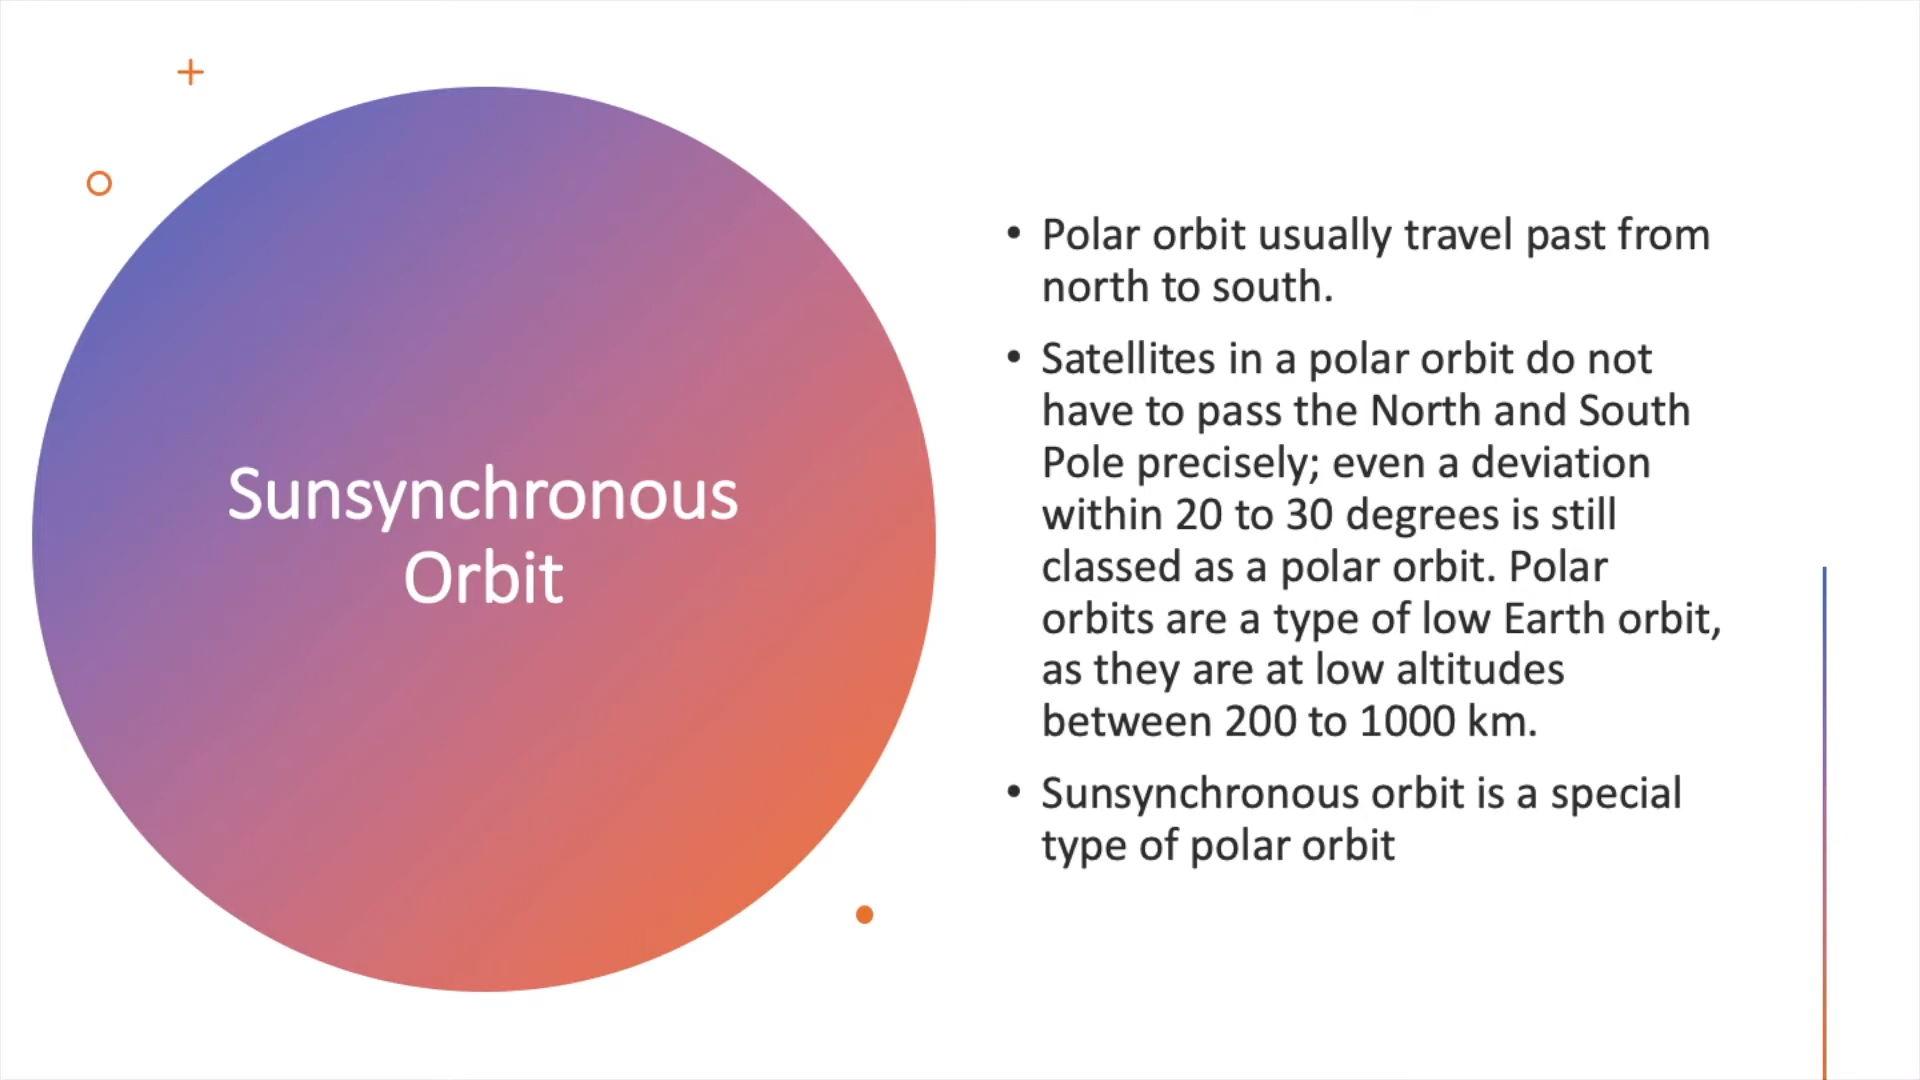 Sunsynchronous
Orbit
• Polar orbit usually travel past from
north to south.
• Satellites in a polar orbit do not
have to pass the North and South
Pole precisely; even a deviation
within 20 to 30 degrees is still
classed as a polar orbit. Polar
orbits are a type of low Earth orbit,
as they are at low altitudes
between 200 to 1000 km.
• Sunsynchronous orbit is a special
type of polar orbit